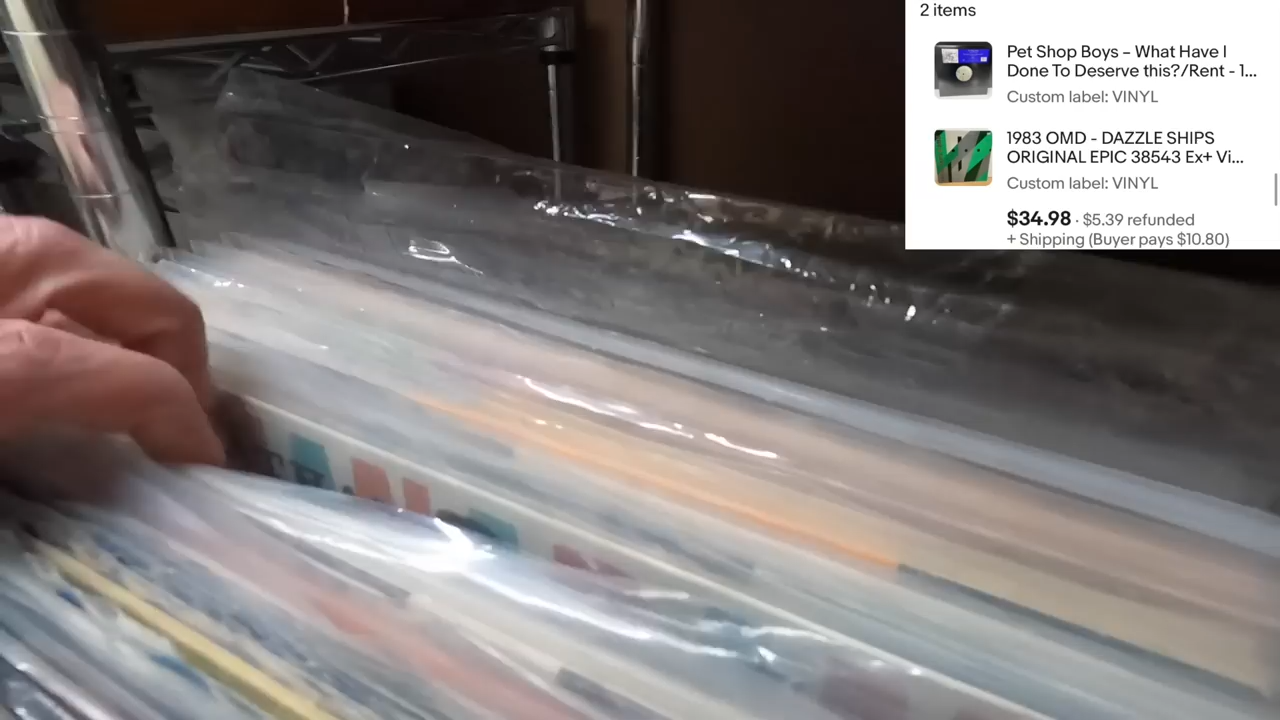 2 items
Pet Shop Boys – What Have I
Done To Deserve this?/Rent - 1...
Custom label: VINYL
1983 OMD - DAZZLE SHIPS
ORIGINAL EPIC 38543 Ex+ Vi...
Custom label: VINYL
$34.98 · $5.39 refunded
+ Shipping (Buyer pays $10.80)